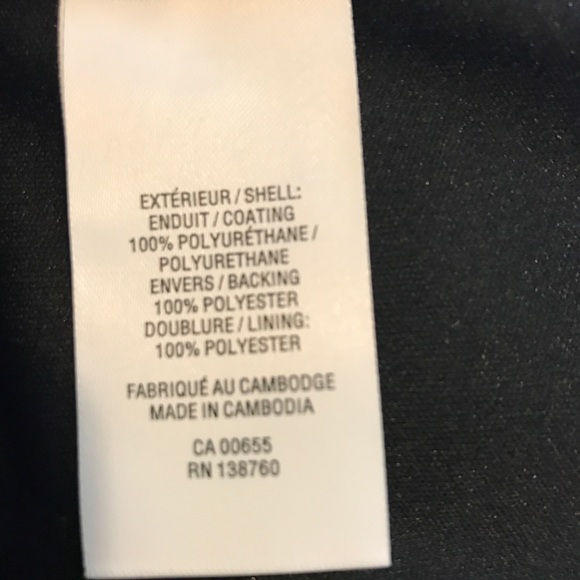 EXTÉRIEUR / SHELL:
ENDUIT / COATING
100% POLYURÉTHANE /
POLYURETHANE
ENVERS / BACKING
100% POLYESTER
DOUBLURE / LINING:
100% POLYESTER
FABRIQUÉ AU CAMBODGE
MADE IN CAMBODIA
CA 00655
RN 138760